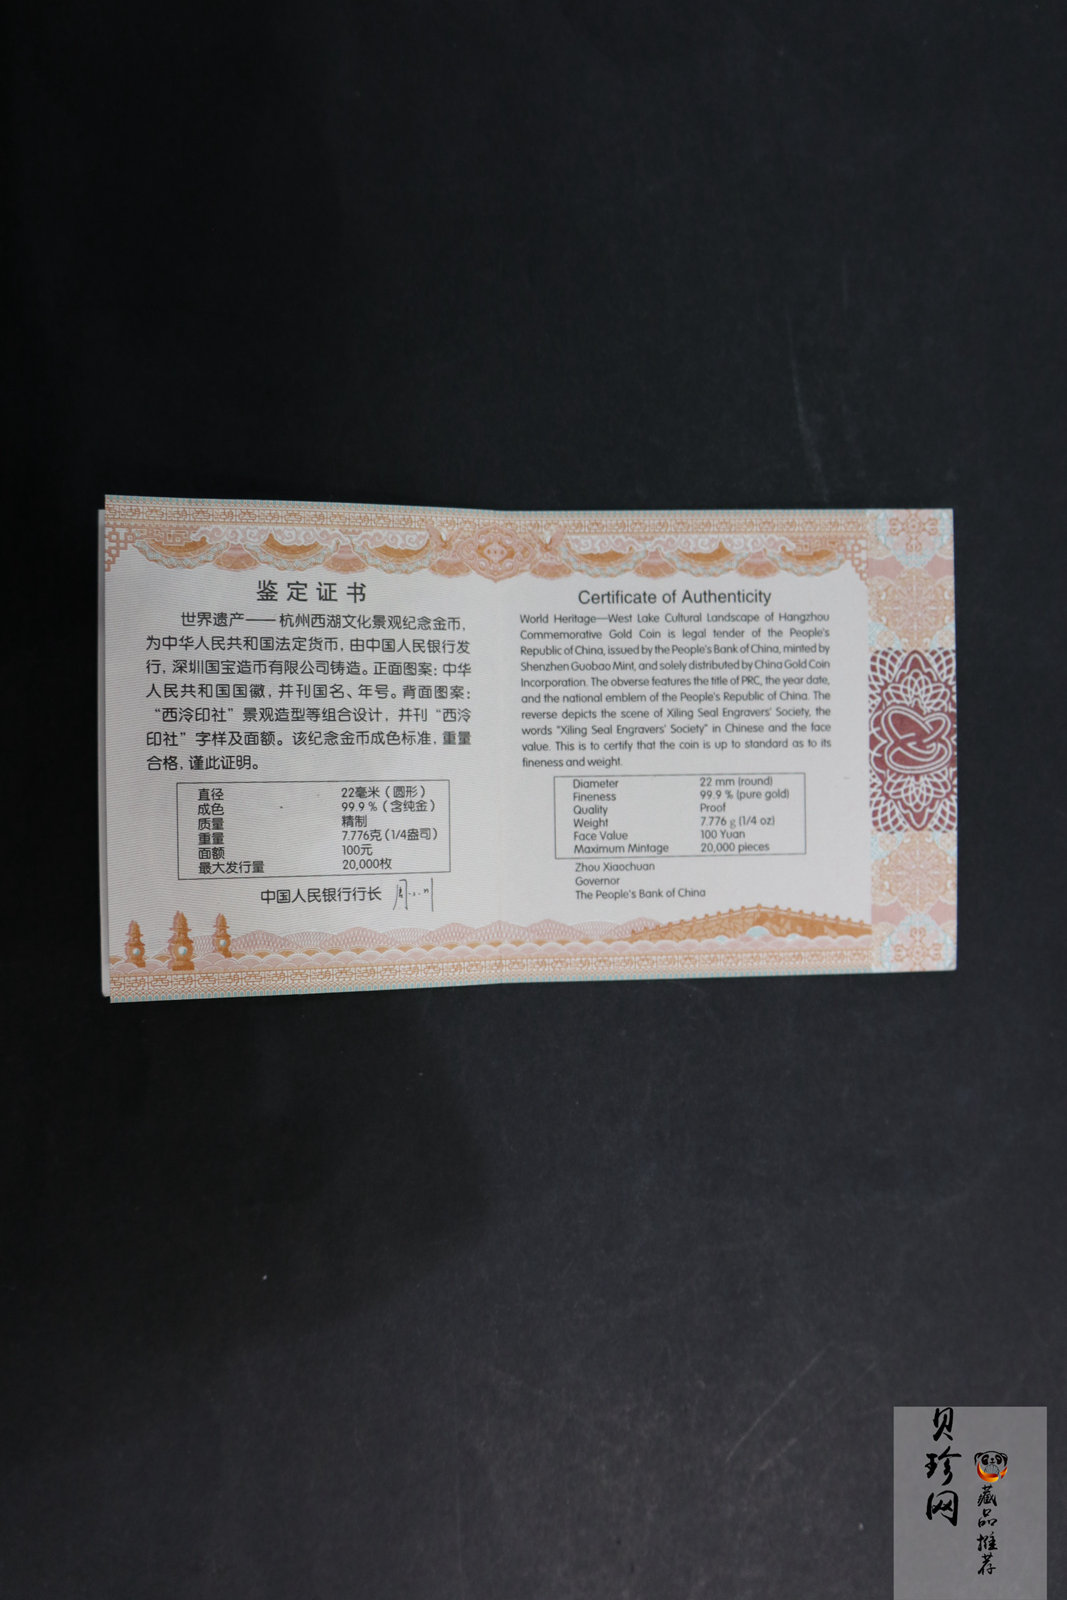 鉴定证书
世界遗产——杭州西湖文化景观纪念金币，
为中华人民共和国法定货币，由中国人民银行发
行，深圳国宝造币有限公司铸造。正面图案：中华
人民共和国国徽，并刊国名、年号。背面图案：
“西泠印社”景观造型等组合设计，并刊“西泠
印社”字样及面额。该纪念金币成色标准，重量
合格，谨此证明。
直径 22毫米（圆形）
成色 99.9％（含纯金）
质量 精制
重量 7.776克（1/4盎司）
面额 100元
最大发行量 20,000枚
中国人民银行行长
Certificate of Authenticity
World Heritage—West Lake Cultural Landscape of Hangzhou
Commemorative Gold Coin is legal tender of the People's
Republic of China, issued by the People's Bank of China, minted by
Shenzhen Guobao Mint, and solely distributed by China Gold Coin
Incorporation. The obverse features the title of PRC, the year date,
and the national emblem of the People's Republic of China. The
reverse depicts the scene of Xiling Seal Engravers' Society, the
words "Xiling Seal Engravers' Society" in Chinese and the face
value. This is to certify that the coin is up to standard as to its
fineness and weight.
Diameter 22 mm (round)
Fineness 99.9 % (pure gold)
Quality Proof
Weight 7.776 g (1/4 oz)
Face Value 100 Yuan
Maximum Mintage 20,000 pieces
Zhou Xiaochuan
Governor
The People's Bank of China
贝珍网
藏品推荐